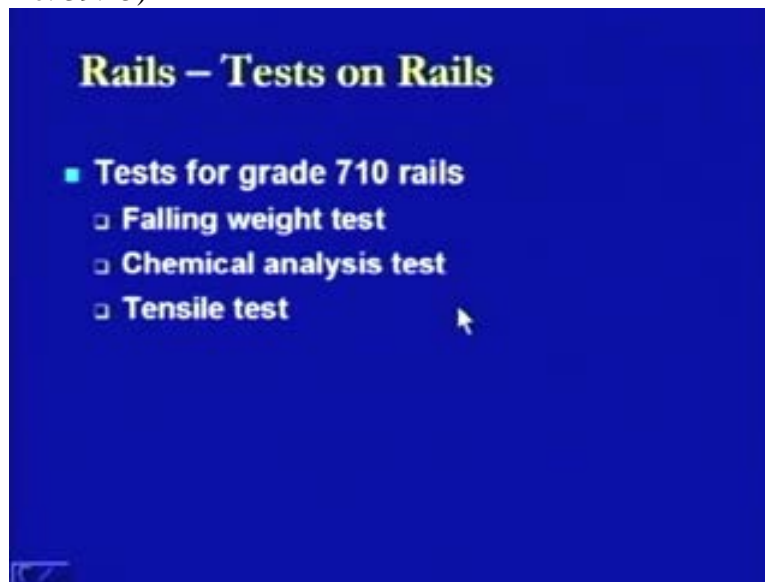 Rails – Tests on Rails
Tests for grade 710 rails
Falling weight test
Chemical analysis test
Tensile test